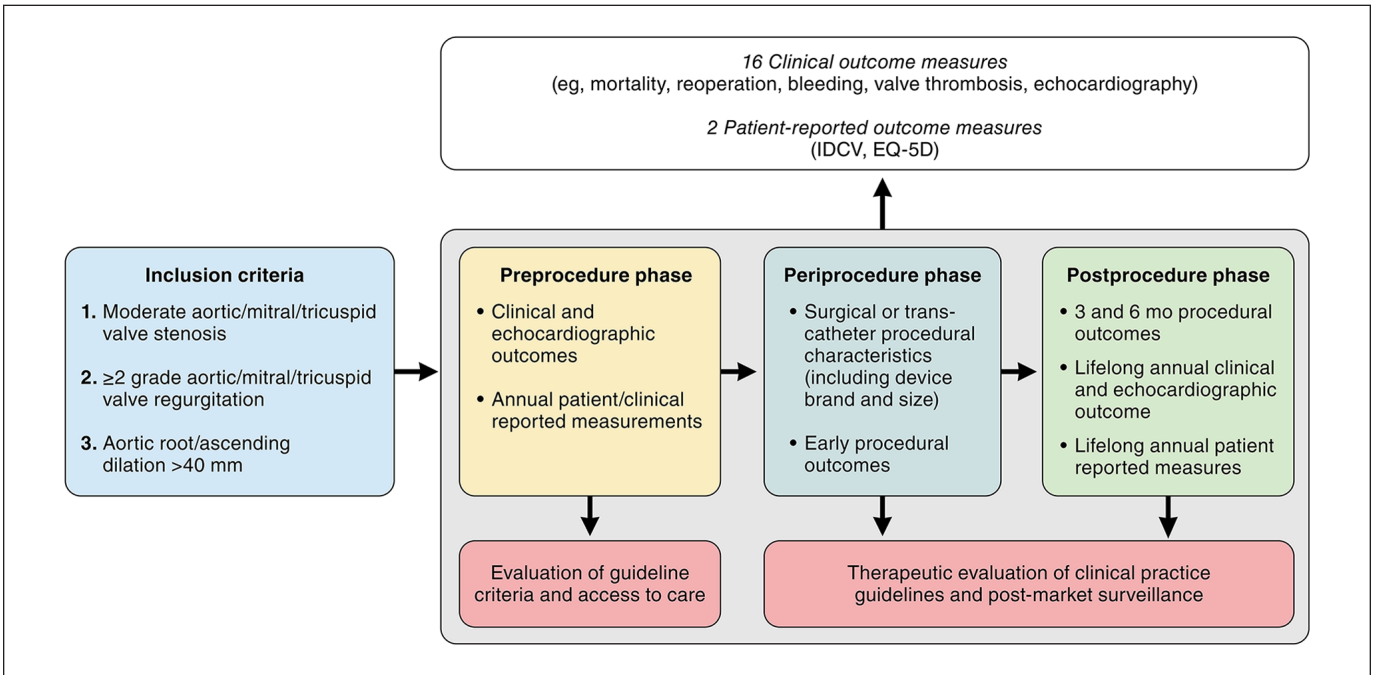 16 Clinical outcome measures
(eg, mortality, reoperation, bleeding, valve thrombosis, echocardiography)
2 Patient-reported outcome measures
(IDCV, EQ-5D)
Inclusion criteria
1. Moderate aortic/mitral/tricuspid
valve stenosis
2. ≥2 grade aortic/mitral/tricuspid
valve regurgitation
3. Aortic root/ascending
dilation >40 mm
Preprocedure phase
• Clinical and
echocardiographic
outcomes
• Annual patient/clinical
reported measurements
Periprocedure phase
• Surgical or trans-
catheter procedural
characteristics
(including device
brand and size)
• Early procedural
outcomes
Postprocedure phase
• 3 and 6 mo procedural
outcomes
• Lifelong annual clinical
and echocardiographic
outcome
• Lifelong annual patient
reported measures
Evaluation of guideline
criteria and access to care
Therapeutic evaluation of clinical practice
guidelines and post-market surveillance